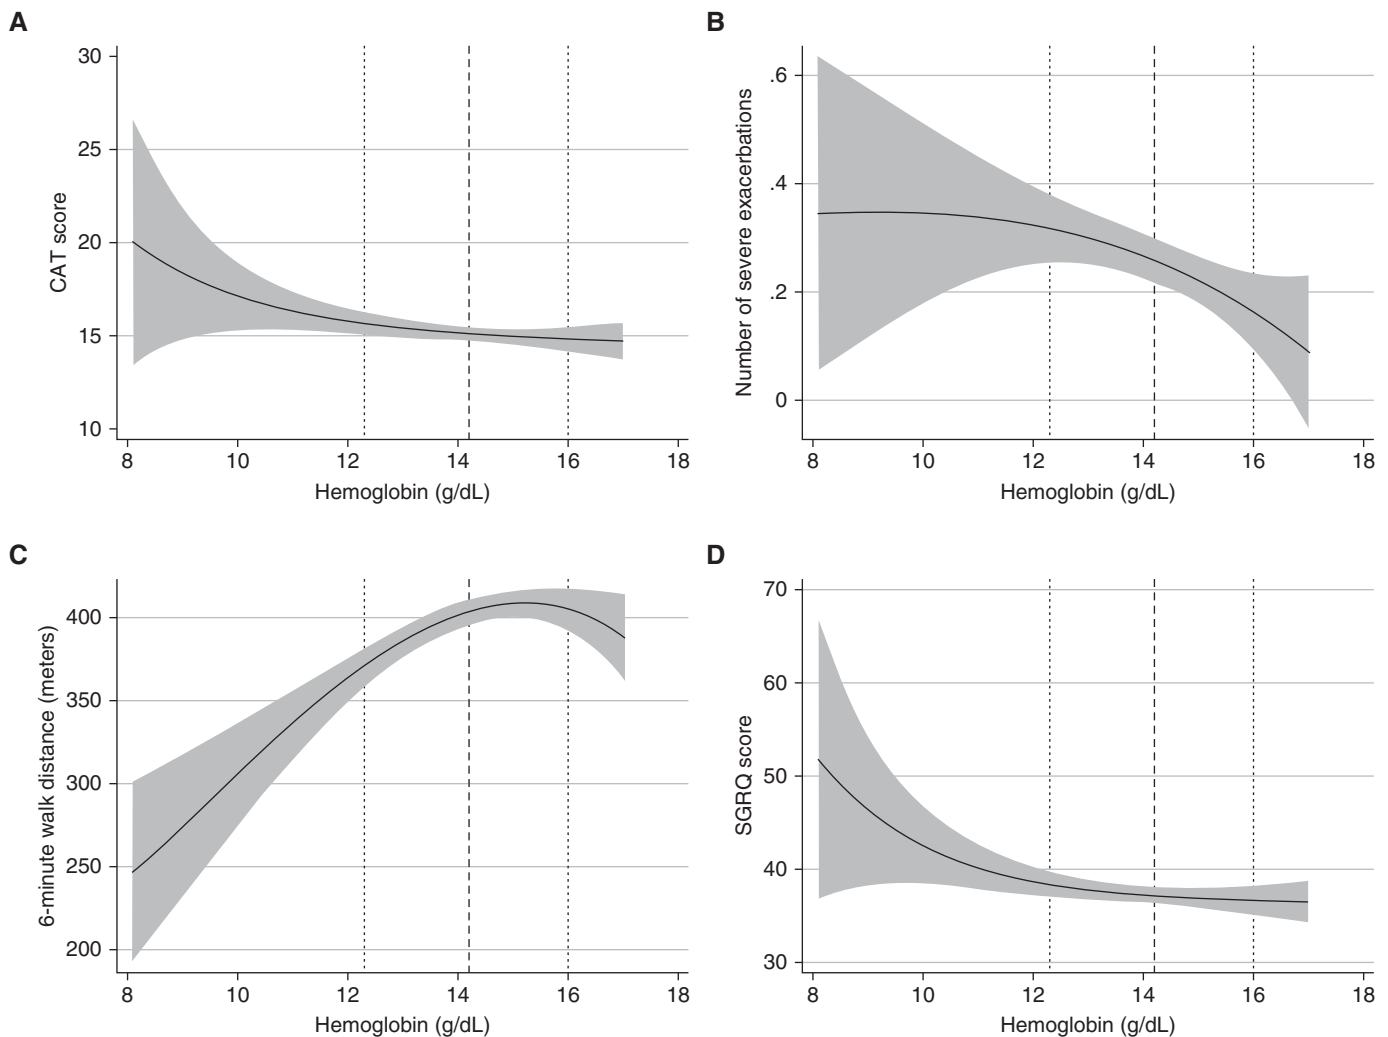 A
30
25
20
15
10
CAT score
8 10 12 14 16 18
Hemoglobin (g/dL)
B
.6
.4
.2
0
Number of severe exacerbations
8 10 12 14 16 18
Hemoglobin (g/dL)
C
400
350
300
250
200
6-minute walk distance (meters)
8 10 12 14 16 18
Hemoglobin (g/dL)
D
70
60
50
40
30
SGRQ score
8 10 12 14 16 18
Hemoglobin (g/dL)